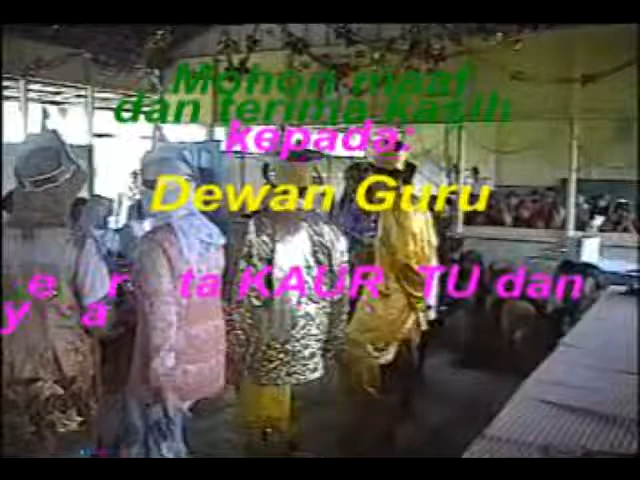 Mohon maaf
dan terima kasih
kepada:
Dewan Guru
e r ta KAUR TU dan
y a